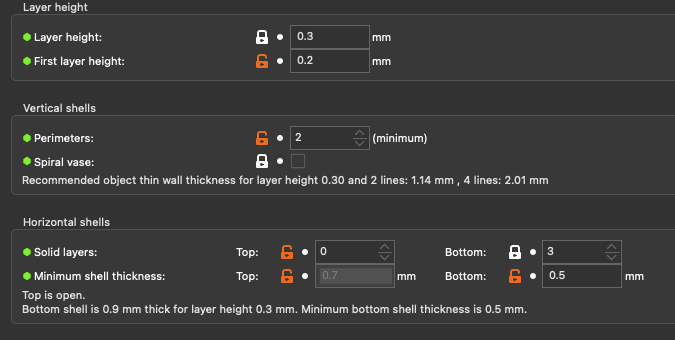 Layer height
Layer height: 0.3 mm
First layer height: 0.2 mm
Vertical shells
Perimeters: 2 (minimum)
Spiral vase:
Recommended object thin wall thickness for layer height 0.30 and 2 lines: 1.14 mm , 4 lines: 2.01 mm
Horizontal shells
Solid layers: Top: 0 Bottom: 3
Minimum shell thickness: Top: 0.7 mm Bottom: 0.5 mm
Top is open.
Bottom shell is 0.9 mm thick for layer height 0.3 mm. Minimum bottom shell thickness is 0.5 mm.